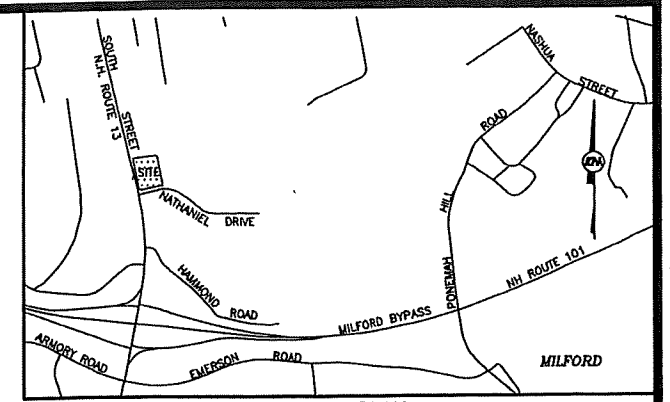 SOUTH STREET
N.H. ROUTE 13
SITE
NATHANIEL DRIVE
HAMMOND ROAD
MILFORD BYPASS
NH ROUTE 101
ARMORY ROAD
EMERSON ROAD
PONEMAH HILL ROAD
NASHUA STREET
MILFORD